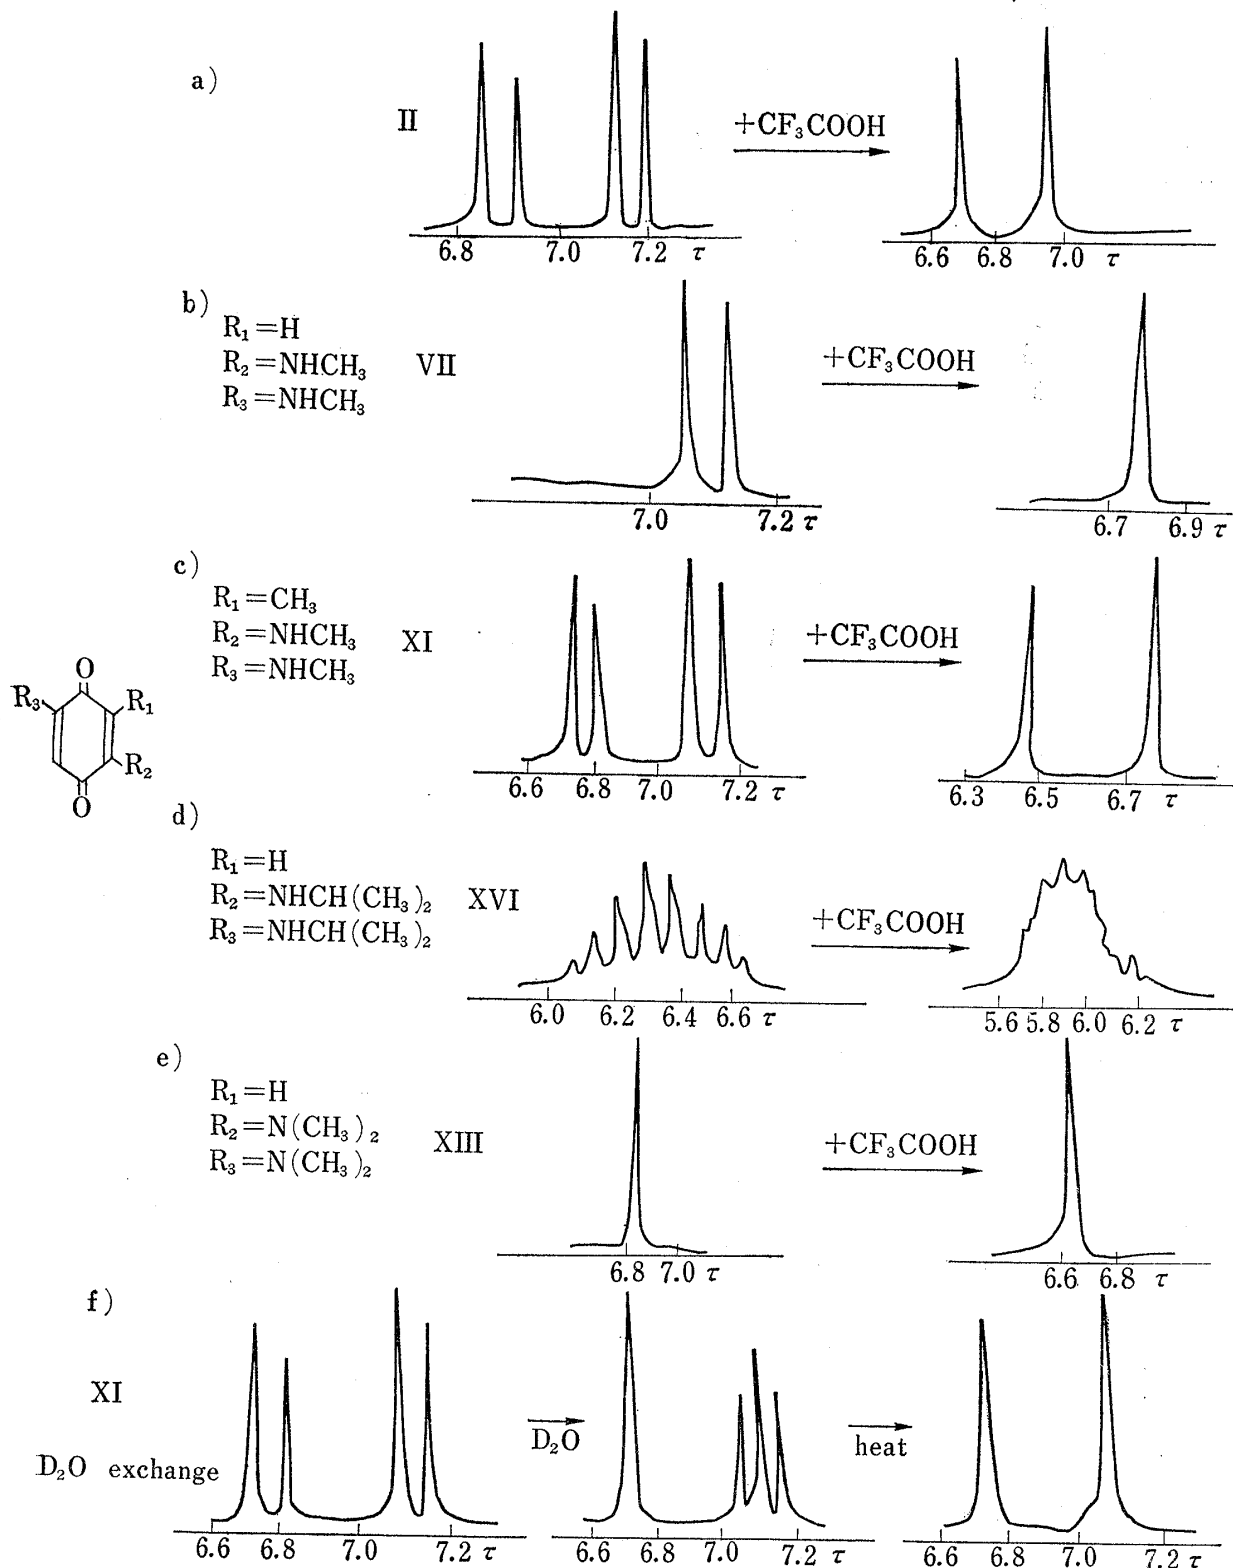 a)
II
+CF₃COOH
6.8 7.0 7.2 τ
6.6 6.8 7.0 τ
b)
R₁=H
R₂=NHCH₃
R₃=NHCH₃
VII
+CF₃COOH
7.0 7.2 τ
6.7 6.9 τ
c)
R₁=CH₃
R₂=NHCH₃
R₃=NHCH₃
XI
+CF₃COOH
6.6 6.8 7.0 7.2 τ
6.3 6.5 6.7 τ
O
R₃ R₁
R₂
O
d)
R₁=H
R₂=NHCH(CH₃)₂
R₃=NHCH(CH₃)₂
XVI
+CF₃COOH
6.0 6.2 6.4 6.6 τ
5.6 5.8 6.0 6.2 τ
e)
R₁=H
R₂=N(CH₃)₂
R₃=N(CH₃)₂
XIII
+CF₃COOH
6.8 7.0 τ
6.6 6.8 τ
f)
XI
D₂O exchange
D₂O
heat
6.6 6.8 7.0 7.2 τ
6.6 6.8 7.0 7.2 τ
6.6 6.8 7.0 7.2 τ